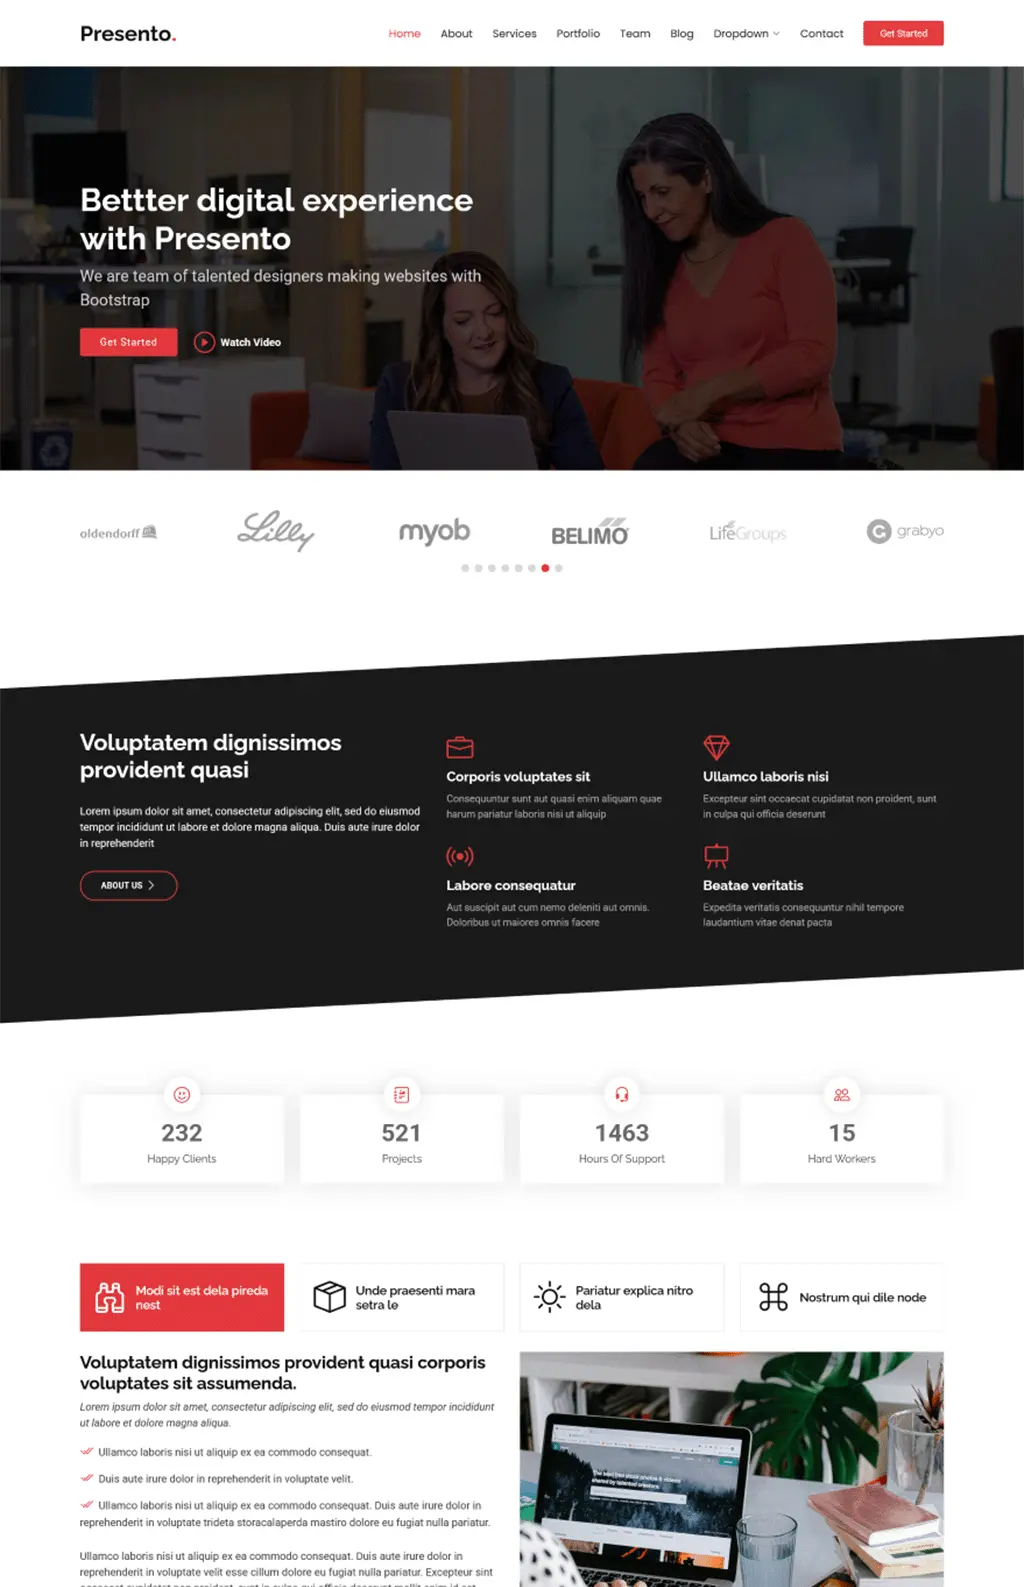 Presento.
Home About Services Portfolio Team Blog Dropdown Contact Get Started
Bettter digital experience
with Presento
We are team of talented designers making websites with
Bootstrap
Get Started Watch Video
oldendorff Lilly myob BELIMO LifeGroups grabyo
Voluptatem dignissimos
provident quasi
Lorem ipsum dolor sit amet, consectetur adipiscing elit, sed do eiusmod
tempor incididunt ut labore et dolore magna aliqua. Duis aute irure dolor
in reprehenderit
ABOUT US
Corporis voluptates sit
Consequuntur sunt aut quasi enim aliquam quae
harum pariatur laboris nisi ut aliquip
Ullamco laboris nisi
Excepteur sint occaecat cupidatat non proident, sunt
in culpa qui officia deserunt
Labore consequatur
Aut suscipit aut cum nemo deleniti aut omnis.
Doloribus ut maiores omnis facere
Beatae veritatis
Expedita veritatis consequuntur nihil tempore
laudantium vitae denat pacta
232
Happy Clients
521
Projects
1463
Hours Of Support
15
Hard Workers
Modi sit est dela pireda
nest
Unde praesenti mara
setra le
Pariatur explica nitro
dela
Nostrum qui dile node
Voluptatem dignissimos provident quasi corporis
voluptates sit assumenda.
Lorem ipsum dolor sit amet, consectetur adipiscing elit, sed do eiusmod tempor incididunt
ut labore et dolore magna aliqua.
Ullamco laboris nisi ut aliquip ex ea commodo consequat.
Duis aute irure dolor in reprehenderit in voluptate velit.
Ullamco laboris nisi ut aliquip ex ea commodo consequat. Duis aute irure dolor in
reprehenderit in voluptate trideta storacalaperda mastiro dolore eu fugiat nulla pariatur.
Ullamco laboris nisi ut aliquip ex ea commodo consequat. Duis aute irure dolor in
reprehenderit in voluptate velit esse cillum dolore eu fugiat nulla pariatur. Excepteur sint
The best free stock photos & videos
shared by talented creators.